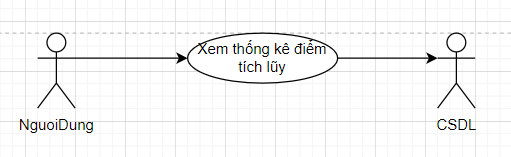 Xem thống kê điểm
tích lũy
NguoiDung
CSDL